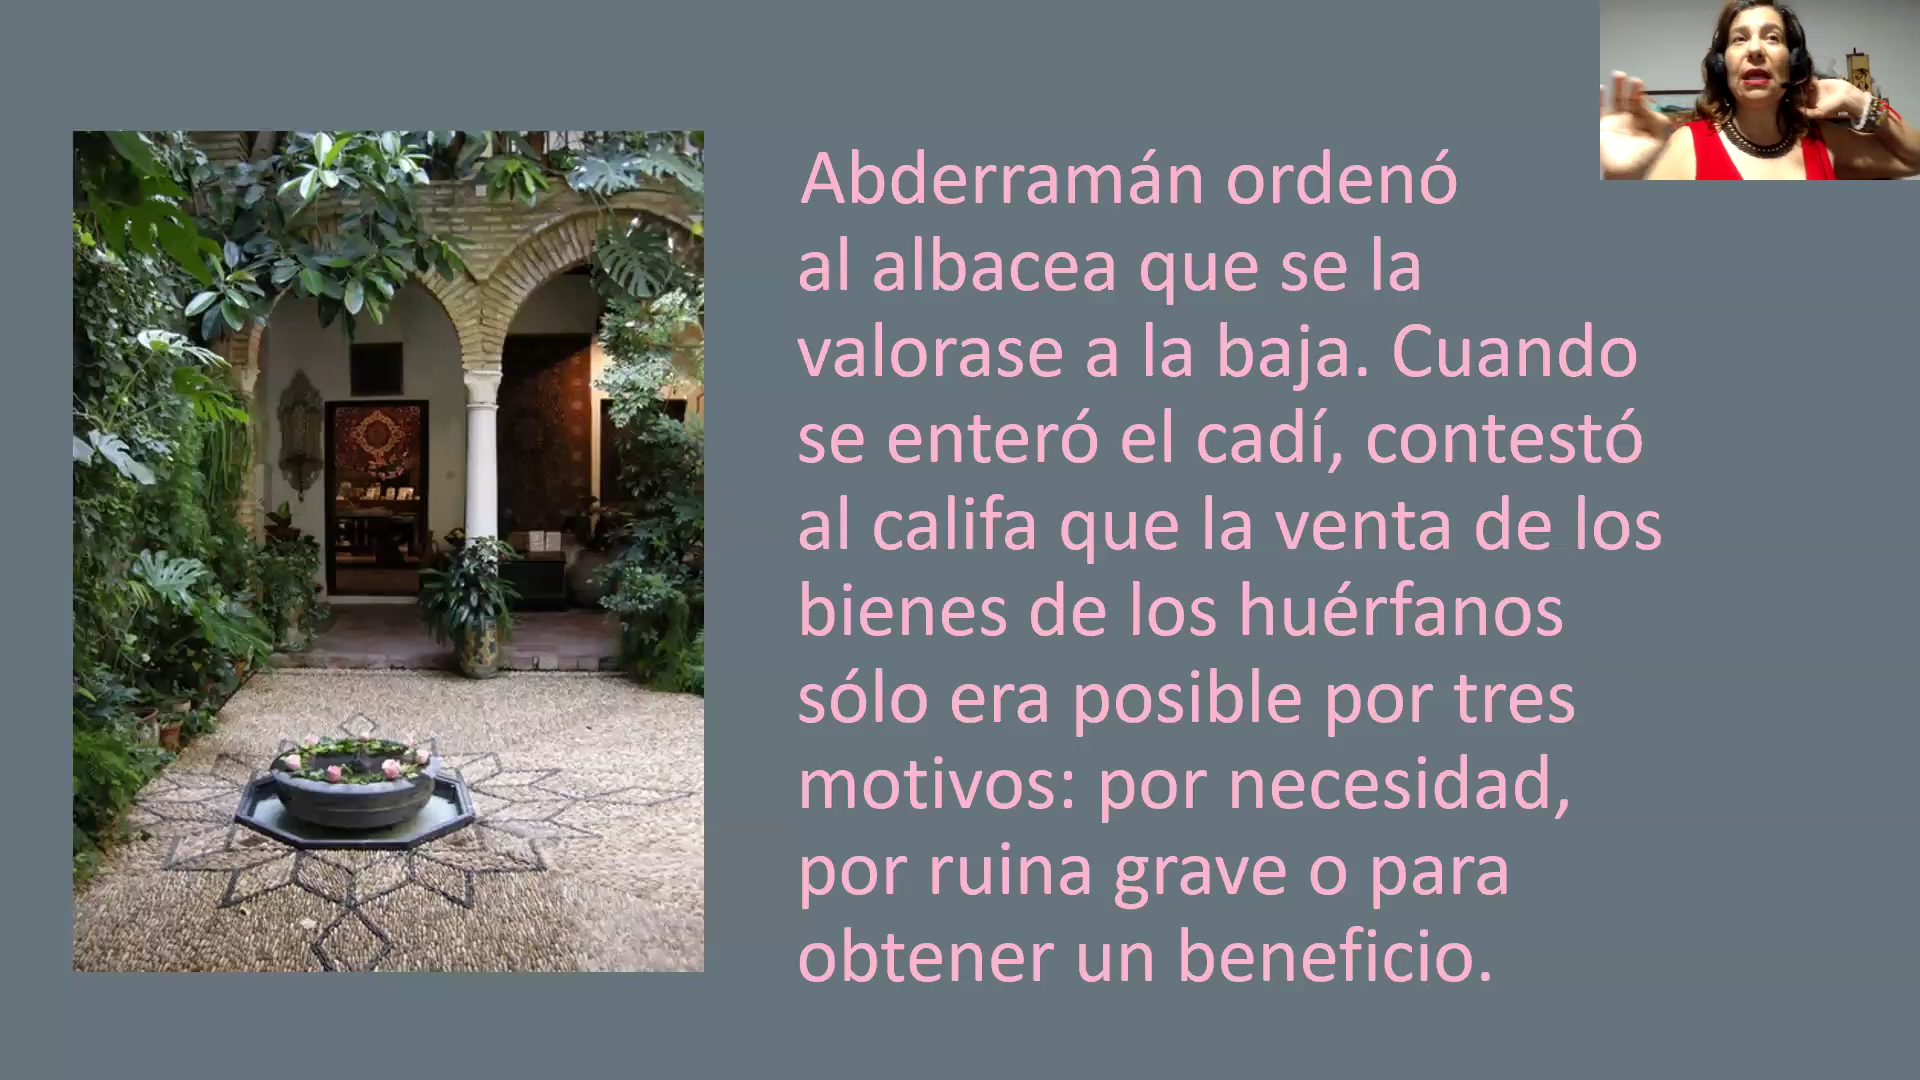 Abderramán ordenó
al albacea que se la
valorase a la baja. Cuando
se enteró el cadí, contestó
al califa que la venta de los
bienes de los huérfanos
sólo era posible por tres
motivos: por necesidad,
por ruina grave o para
obtener un beneficio.